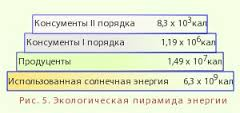 Консументы II порядка 8,3 x 10³кал
Консументы I порядка 1,19 x 10⁶кал
Продуценты 1,49 x 10⁷кал
Использованная солнечная энергия 6,3 x 10⁹кал
Рис. 5. Экологическая пирамида энергии